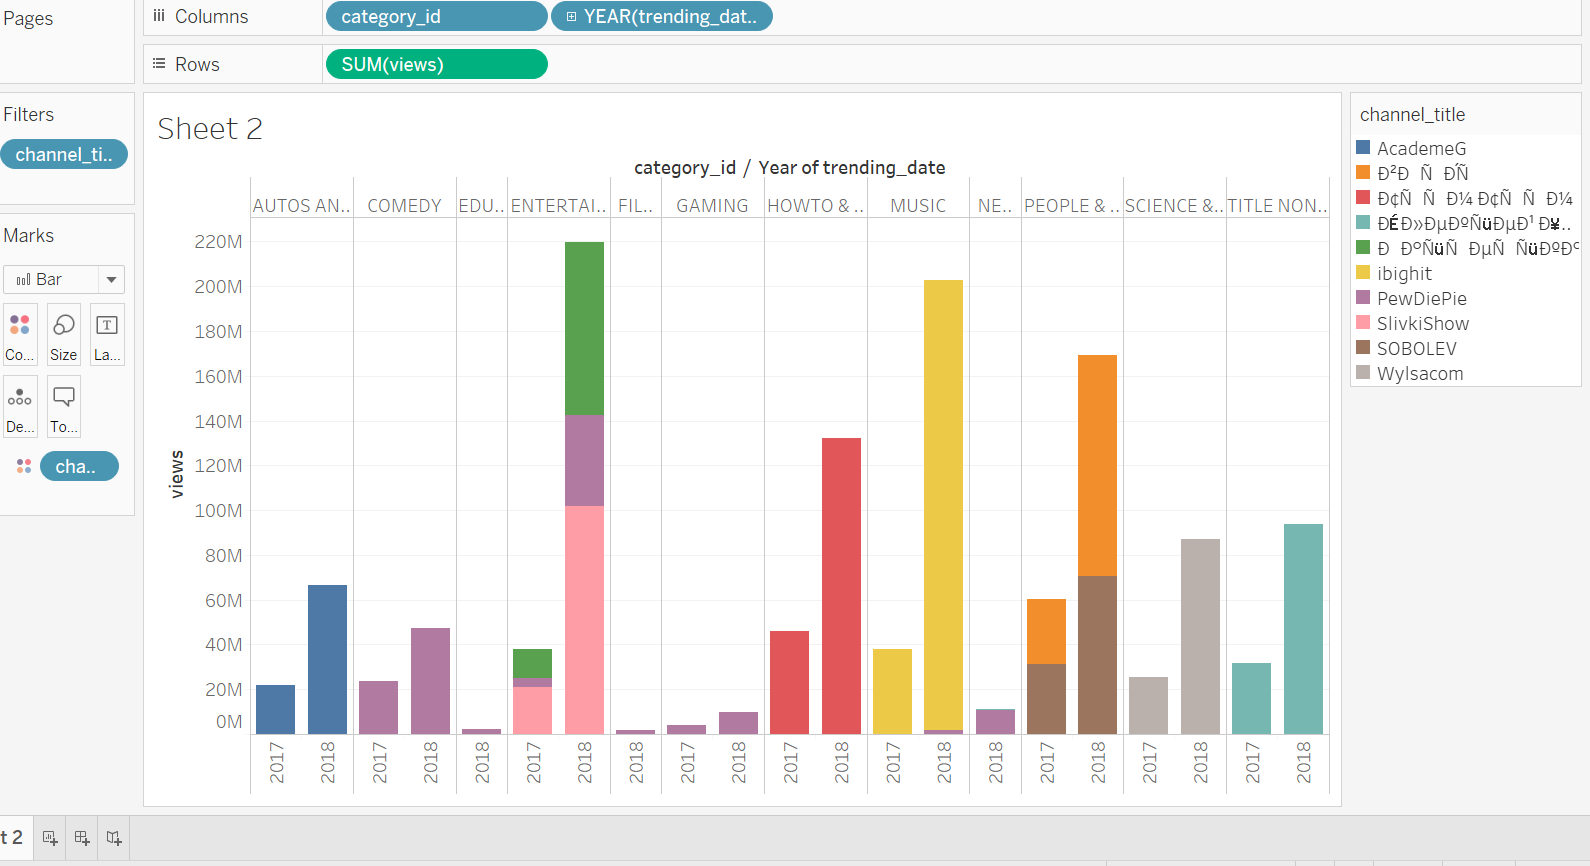 Pages
Columns
category_id
YEAR(trending_dat..
Rows
SUM(views)
Filters
channel_ti..
Marks
Bar
Co...
Size
T
La...
De...
To...
cha..
Sheet 2
category_id / Year of trending_date
AUTOS AN.. COMEDY EDU.. ENTERTAI.. FIL.. GAMING HOWTO & .. MUSIC NE.. PEOPLE & .. SCIENCE &.. TITLE NON..
views
220M
200M
180M
160M
140M
120M
100M
80M
60M
40M
20M
0M
2017 2018 2017 2018 2018 2017 2018 2018 2017 2018 2017 2018 2017 2018 2018 2017 2018 2017 2018 2017 2018
channel_title
AcademeG
ibighit
PewDiePie
SlivkiShow
SOBOLEV
Wylsacom
t 2